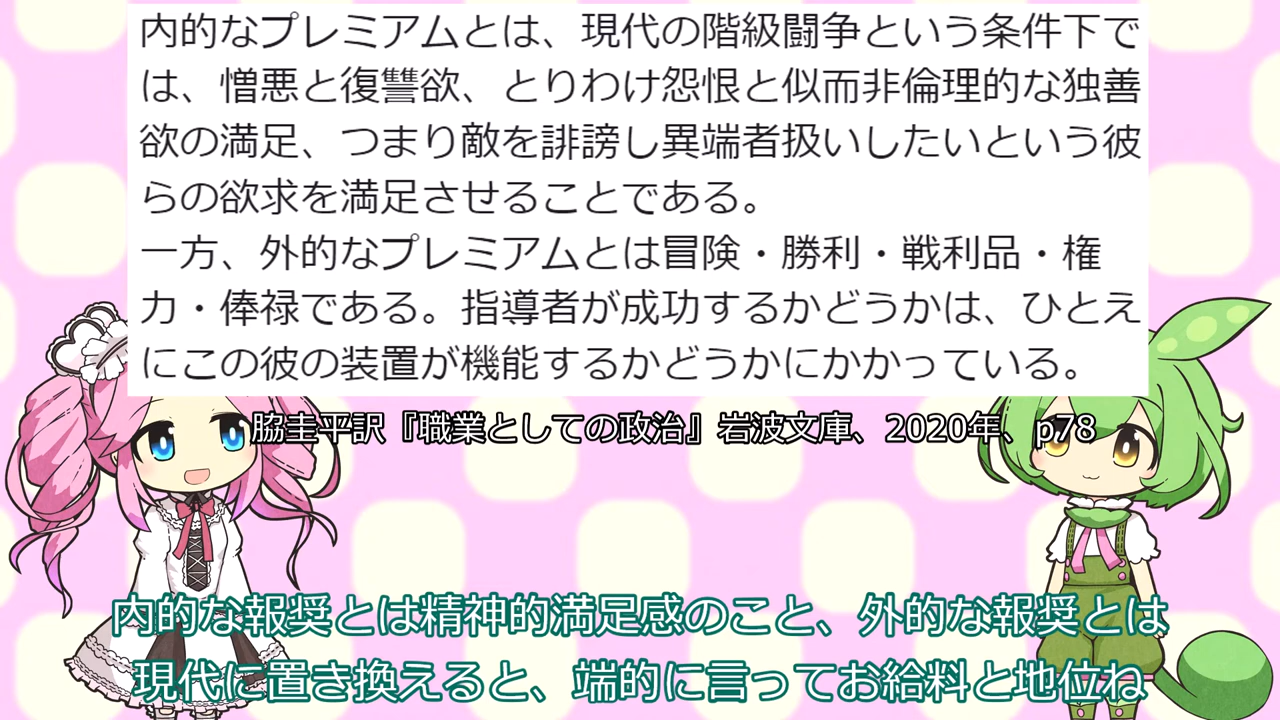 内的なプレミアムとは、現代の階級闘争という条件下で
は、憎悪と復讐欲、とりわけ怨恨と似而非倫理的な独善
欲の満足、つまり敵を誹謗し異端者扱いしたいという彼
らの欲求を満足させることである。
一方、外的なプレミアムとは冒険・勝利・戦利品・権
力・俸禄である。指導者が成功するかどうかは、ひとえ
にこの彼の装置が機能するかどうかにかかっている。
脇圭平訳『職業としての政治』岩波文庫、2020年、p78
内的な報奨とは精神的満足感のこと、外的な報奨とは
現代に置き換えると、端的に言ってお給料と地位ね